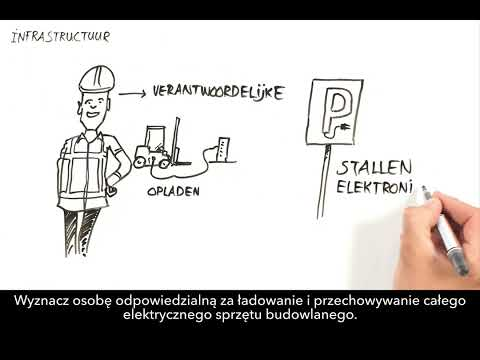 INFRASTRUCTUUR
VERANTWOORDELIJKE
OPLADEN
P
STALLEN
ELEKTRONI
Wyznacz osobę odpowiedzialną za ładowanie i przechowywanie całego
elektrycznego sprzętu budowlanego.